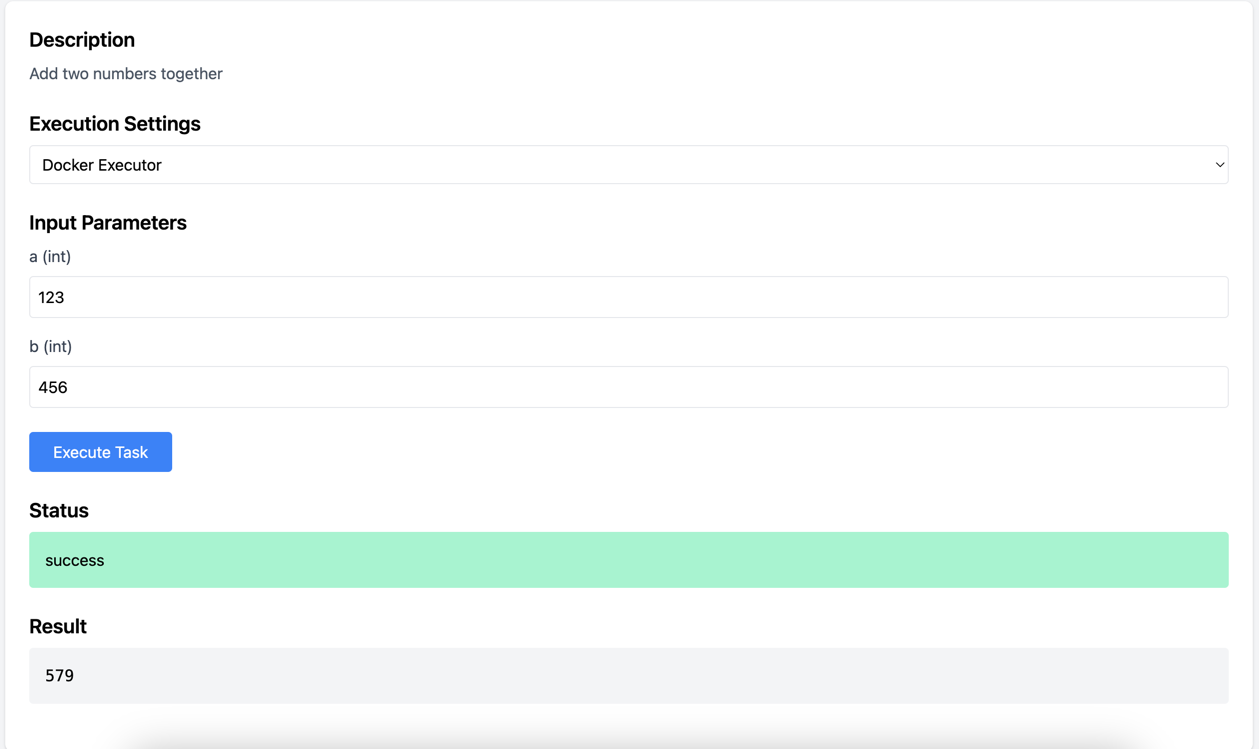 Description
Add two numbers together
Execution Settings
Docker Executor
Input Parameters
a (int)
123
b (int)
456
Execute Task
Status
success
Result
579